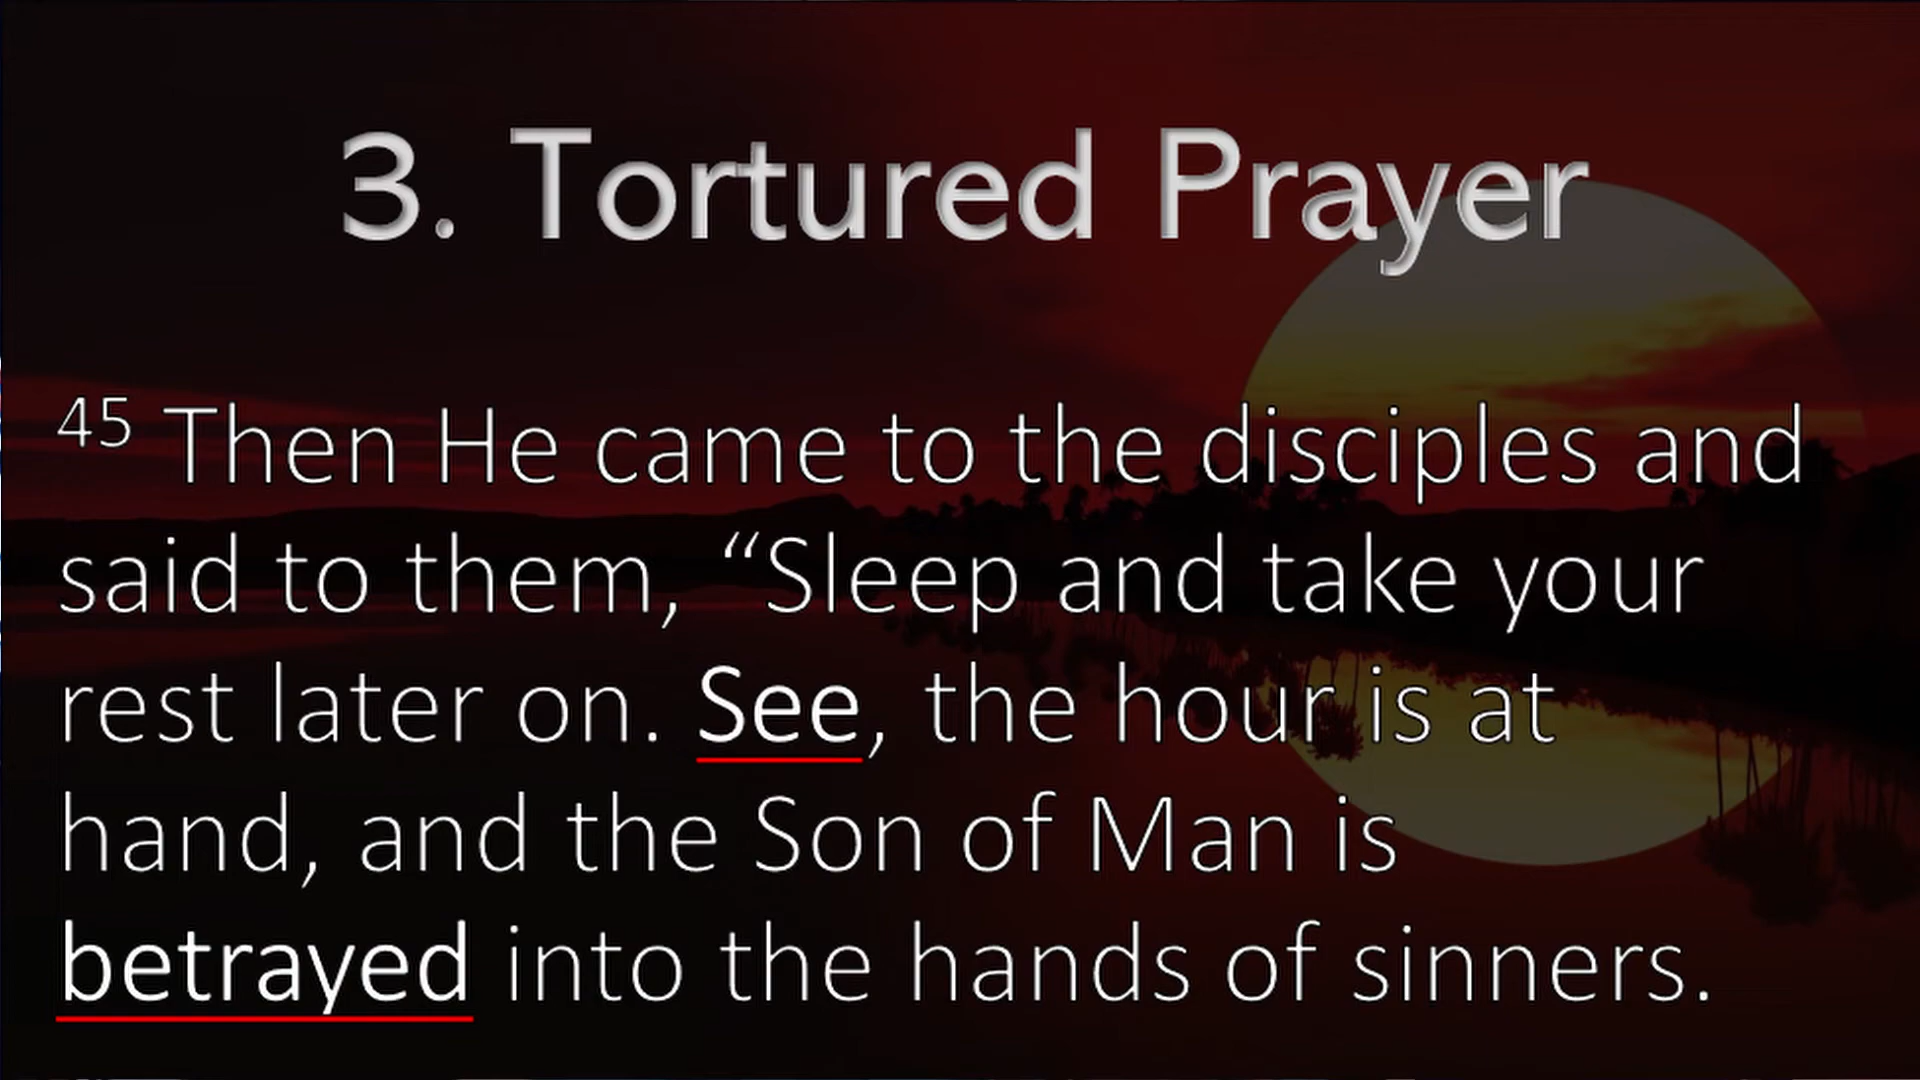 3. Tortured Prayer
45 Then He came to the disciples and
said to them, “Sleep and take your
rest later on. See, the hour is at
hand, and the Son of Man is
betrayed into the hands of sinners.